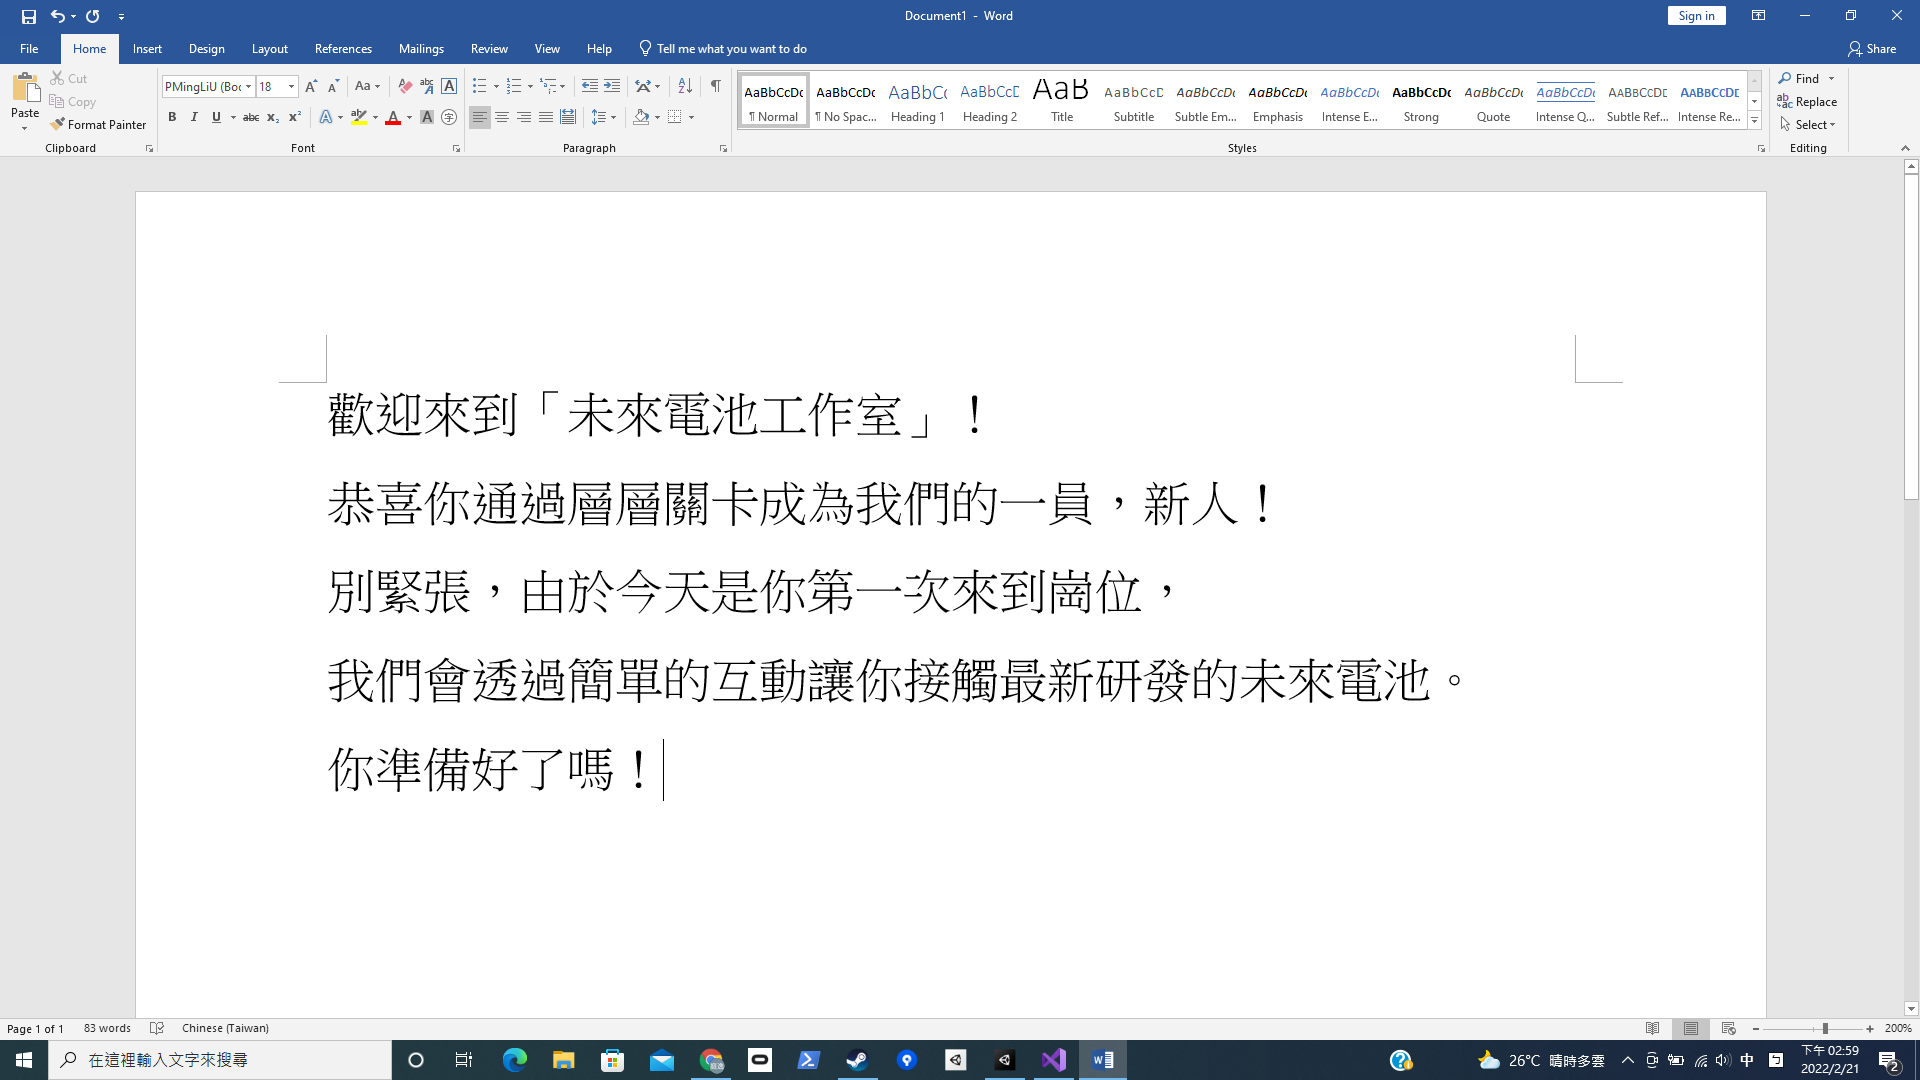 Document1 - Word
Sign in
File Home Insert Design Layout References Mailings Review View Help Tell me what you want to do Share
Paste
Cut
Copy
Format Painter
Clipboard
PMingLiU (Boc 18
Font
Paragraph
AaBbCcDc AaBbCcDc AaBbCc AaBbCcD AaB AaBbCcD AaBbCcDc AaBbCcDc AaBbCcDc AaBbCcDc AaBbCcDc AaBbCcDc AaBbCcDd AaBbCcDd
¶ Normal ¶ No Spac... Heading 1 Heading 2 Title Subtitle Subtle Em... Emphasis Intense E... Strong Quote Intense Q... Subtle Ref... Intense Re...
Styles
Find
Replace
Select
Editing
歡迎來到「未來電池工作室」！
恭喜你通過層層關卡成為我們的一員，新人！
別緊張，由於今天是你第一次來到崗位，
我們會透過簡單的互動讓你接觸最新研發的未來電池。
你準備好了嗎！
Page 1 of 1 83 words Chinese (Taiwan) 200%
在這裡輸入文字來搜尋
26°C 晴時多雲
中
下午 02:59
2022/2/21
2